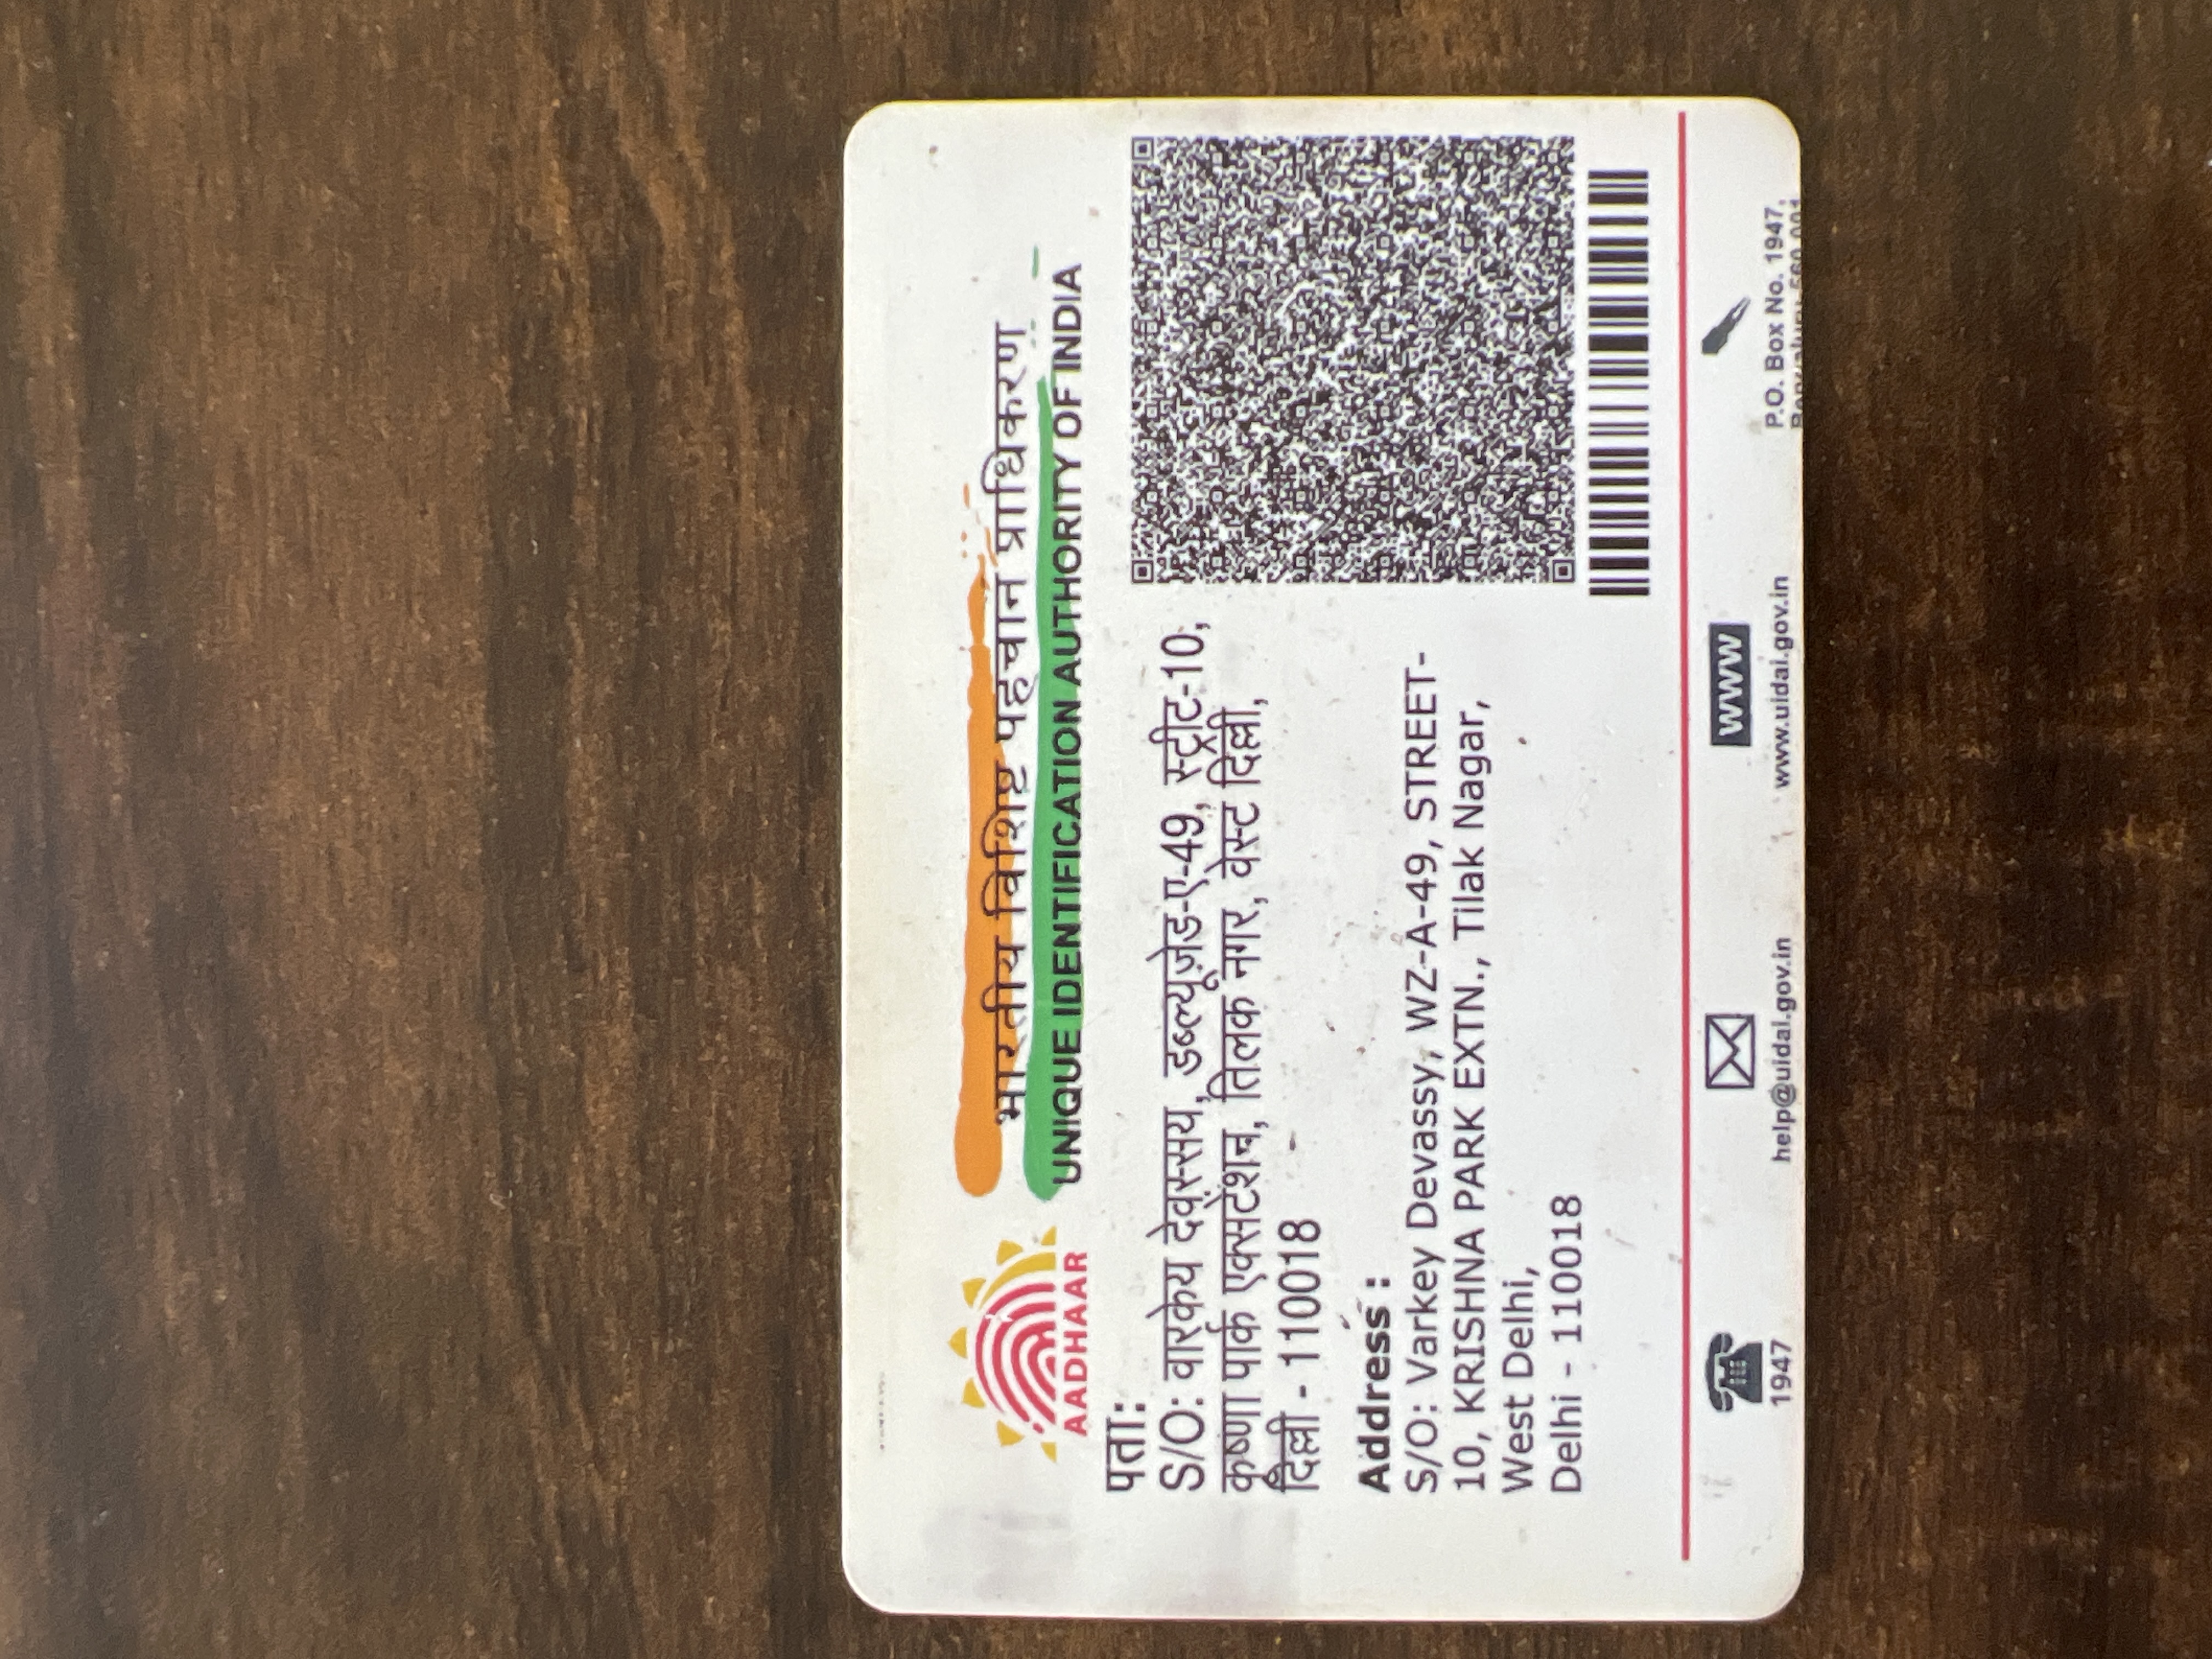 भारतीय विशिष्ट पहचान प्राधिकरण
UNIQUE IDENTIFICATION AUTHORITY OF INDIA
AADHAAR
पता:
S/O: वारकेय देवस्सय, डब्ल्यूज़ेड-ए-49, स्ट्रीट-10,
कृष्णा पार्क एक्सटेंशन, तिलक नगर, वेस्ट दिल्ली,
दिल्ली - 110018
Address :
S/O: Varkey Devassy, WZ-A-49, STREET-
10, KRISHNA PARK EXTN., Tilak Nagar,
West Delhi,
Delhi - 110018
1947
help@uidai.gov.in
WWW
www.uidai.gov.in
P.O. Box No. 1947,